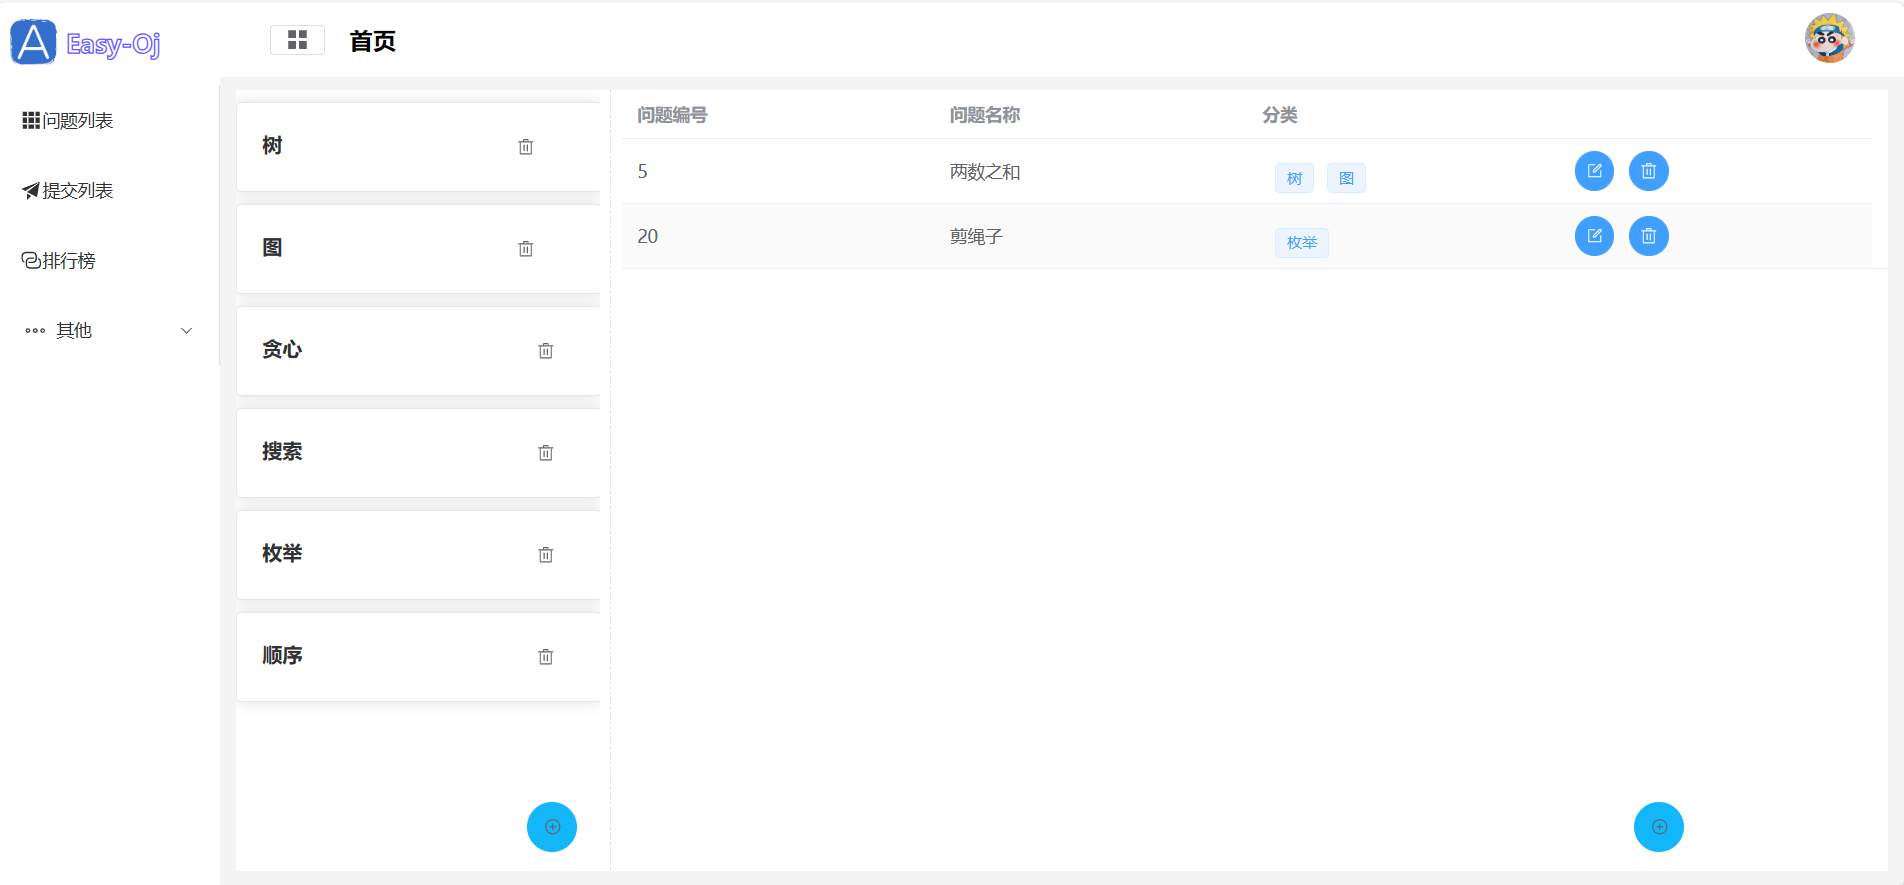 A Easy-Oj
首页
问题列表
提交列表
排行榜
其他
树
图
贪心
搜索
枚举
顺序
问题编号 问题名称 分类
5 两数之和 树 图
20 剪绳子 枚举